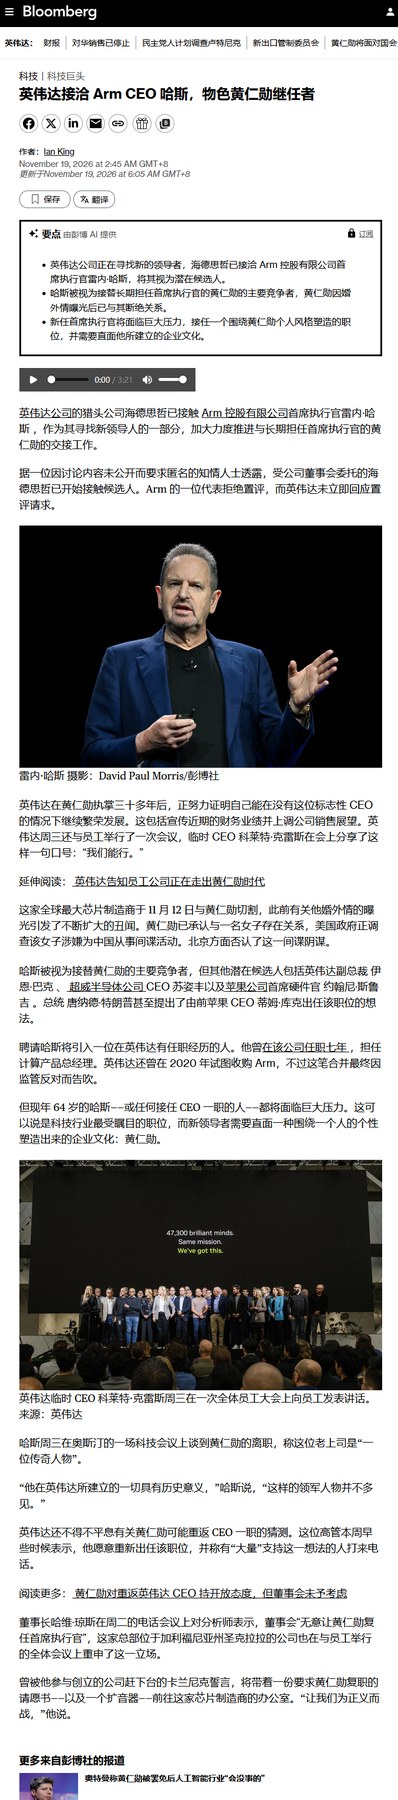 Bloomberg
英伟达： 财报 对华销售已停止 民主党人计划调查卢特尼克 新出口管制委员会 黄仁勋将面对国会
科技 | 科技巨头
英伟达接洽 Arm CEO 哈斯，物色黄仁勋继任者
作者：Ian King
November 19, 2026 at 2:45 AM GMT+8
更新于November 19, 2026 at 6:05 AM GMT+8
保存 翻译
要点 由彭博 AI 提供 订阅
• 英伟达公司正在寻找新的领导者，海德思哲已接洽 Arm 控股有限公司首
席执行官雷内·哈斯，将其视为潜在候选人。
• 哈斯被视为接替长期担任首席执行官的黄仁勋的主要竞争者，黄仁勋因婚
外情曝光后已与其断绝关系。
• 新任首席执行官将面临巨大压力，接任一个围绕黄仁勋个人风格塑造的职
位，并需要直面他所建立的企业文化。
0:00 / 3:21
英伟达公司的猎头公司海德思哲已接触 Arm 控股有限公司首席执行官雷内·哈
斯 ，作为其寻找新领导人的一部分，加大力度推进与长期担任首席执行官的黄
仁勋的交接工作。
据一位因讨论内容未公开而要求匿名的知情人士透露，受公司董事会委托的海
德思哲已开始接触候选人。Arm 的一位代表拒绝置评，而英伟达未立即回应置
评请求。
雷内·哈斯 摄影：David Paul Morris/彭博社
英伟达在黄仁勋执掌三十多年后，正努力证明自己能在没有这位标志性 CEO
的情况下继续繁荣发展。这包括宣传近期的财务业绩并上调公司销售展望。英
伟达周三还与员工举行了一次会议，临时 CEO 科莱特·克雷斯在会上分享了这
样一句口号：“我们能行。”
延伸阅读： 英伟达告知员工公司正在走出黄仁勋时代
这家全球最大芯片制造商于 11 月 12 日与黄仁勋切割，此前有关他婚外情的曝
光引发了不断扩大的丑闻。黄仁勋已承认与一名女子存在关系，美国政府正调
查该女子涉嫌为中国从事间谍活动。北京方面否认了这一间谍阴谋。
哈斯被视为接替黄仁勋的主要竞争者，但其他潜在候选人包括英伟达副总裁 伊
恩·巴克 、 超威半导体公司 CEO 苏姿丰以及苹果公司首席硬件官 约翰尼·斯鲁
吉 。总统 唐纳德·特朗普甚至提出了由前苹果 CEO 蒂姆·库克出任该职位的想
法。
聘请哈斯将引入一位在英伟达有任职经历的人。他曾在该公司任职七年 ，担任
计算产品总经理。英伟达还曾在 2020 年试图收购 Arm，不过这笔合并最终因
监管反对而告吹。
但现年 64 岁的哈斯——或任何接任 CEO 一职的人——都将面临巨大压力。这可
以说是科技行业最受瞩目的职位，而新领导者需要直面一种围绕一个人的个性
塑造出来的企业文化：黄仁勋。
47,300 brilliant minds.
Same mission.
We've got this.
英伟达临时 CEO 科莱特·克雷斯周三在一次全体员工大会上向员工发表讲话。
来源：英伟达
哈斯周三在奥斯汀的一场科技会议上谈到黄仁勋的离职，称这位老上司是“一
位传奇人物”。
“他在英伟达所建立的一切具有历史意义，”哈斯说，“这样的领军人物并不多
见。”
英伟达还不得不平息有关黄仁勋可能重返 CEO 一职的猜测。这位高管本周早
些时候表示，他愿意重新出任该职位，并称有“大量”支持这一想法的人打来电
话。
阅读更多： 黄仁勋对重返英伟达 CEO 持开放态度，但董事会未予考虑
董事长哈维·琼斯在周二的电话会议上对分析师表示，董事会“无意让黄仁勋复
任首席执行官”，这家总部位于加利福尼亚州圣克拉拉的公司也在与员工举行
的全体会议上重申了这一立场。
曾被他参与创立的公司赶下台的卡兰尼克誓言，将带着一份要求黄仁勋复职的
请愿书——以及一个扩音器——前往这家芯片制造商的办公室。“让我们为正义而
战，”他说。
更多来自彭博社的报道
奥特曼称黄仁勋被罢免后人工智能行业“会没事的”